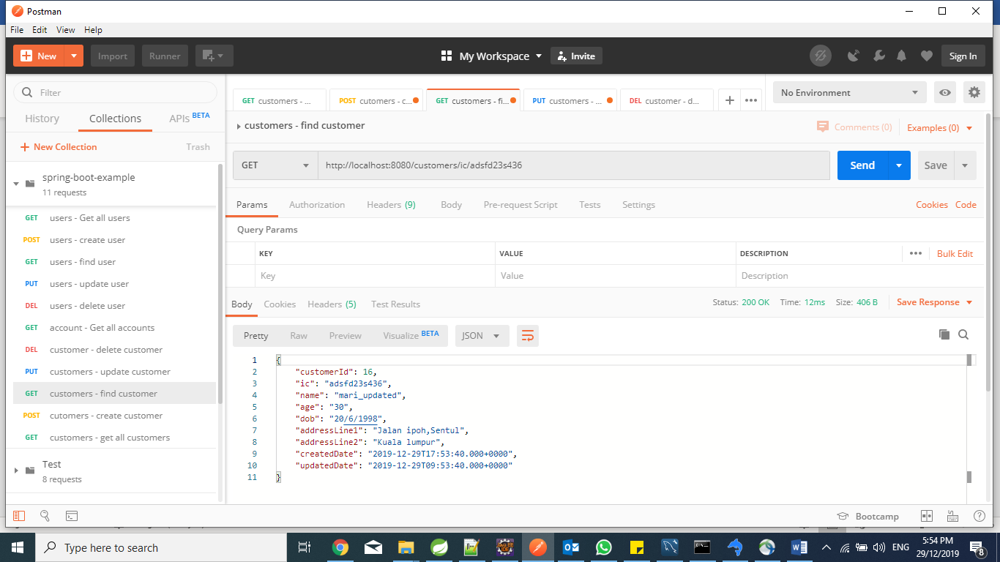 Postman
File Edit View Help
New Import Runner My Workspace Invite Sign In
Filter
History Collections APIs BETA
New Collection Trash
spring-boot-example
11 requests
GET users - Get all users
POST users - create user
GET users - find user
PUT users - update user
DEL users - delete user
GET account - Get all accounts
DEL customer - delete customer
PUT customers - update customer
GET customers - find customer
POST cutomers - create customer
GET customers - get all customers
Test
8 requests
GET customers - ... POST cutomers - c... GET customers - fi... PUT customers - ... DEL customer - d... No Environment
customers - find customer Comments (0) Examples (0)
GET http://localhost:8080/customers/ic/adsfd23s436 Send Save
Params Authorization Headers (9) Body Pre-request Script Tests Settings Cookies Code
Query Params
KEY VALUE DESCRIPTION Bulk Edit
Key Value Description
Body Cookies Headers (5) Test Results Status: 200 OK Time: 12ms Size: 406 B Save Response
Pretty Raw Preview Visualize BETA JSON
1 {
2 "customerId": 16,
3 "ic": "adsfd23s436",
4 "name": "mari_updated",
5 "age": "30",
6 "dob": "20/6/1998",
7 "addressLine1": "Jalan ipoh,Sentul",
8 "addressLine2": "Kuala lumpur",
9 "createdDate": "2019-12-29T17:53:40.000+0000",
10 "updatedDate": "2019-12-29T09:53:40.000+0000"
11 }
Bootcamp
Type here to search
ENG
5:54 PM
29/12/2019
8